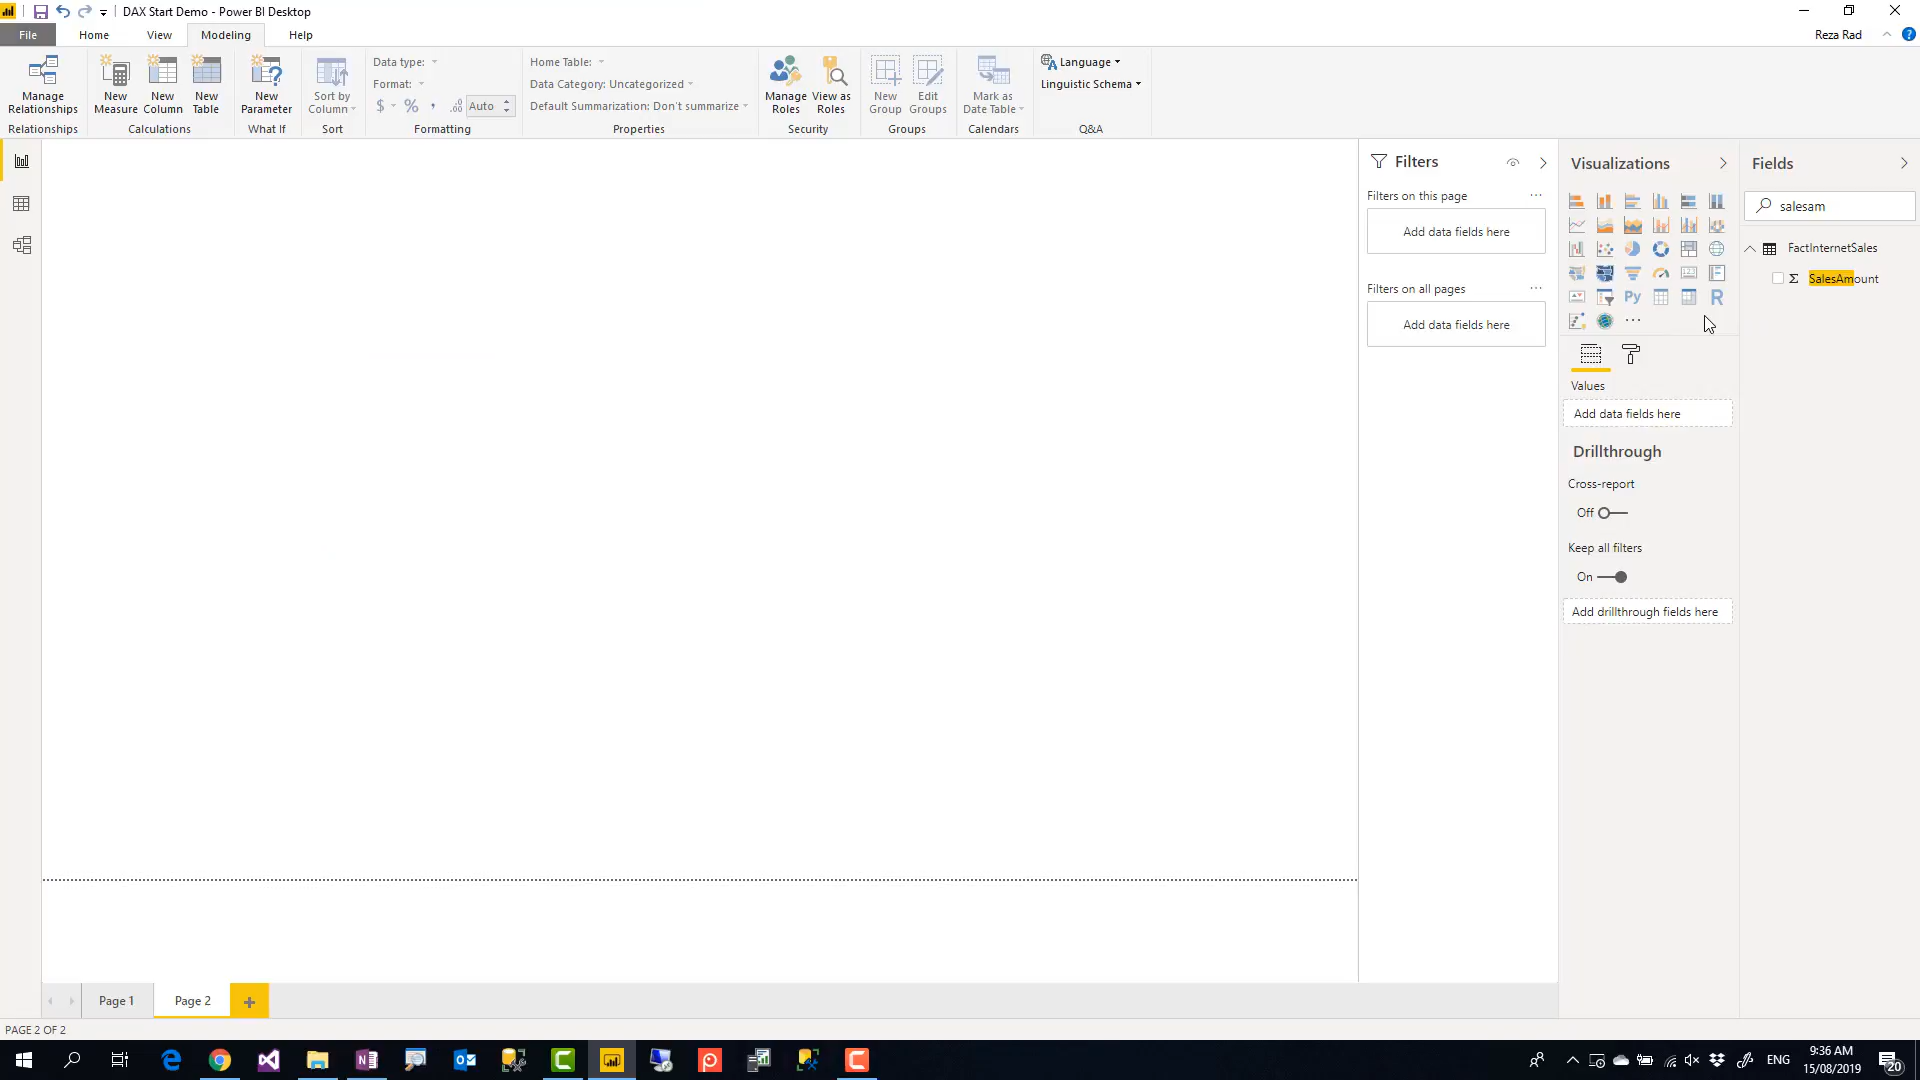 DAX Start Demo - Power BI Desktop
File
Home
View
Modeling
Help
Reza Rad
Manage Relationships
New Measure
New Column
New Table
New Parameter
Sort by Column
Data type:
Format:
$ % , .00 Auto
Home Table:
Data Category: Uncategorized
Default Summarization: Don't summarize
Manage Roles
View as Roles
New Group
Edit Groups
Mark as Date Table
Language
Linguistic Schema
Relationships
Calculations
What If
Sort
Formatting
Properties
Security
Groups
Calendars
Q&A
Filters
Filters on this page
Add data fields here
Filters on all pages
Add data fields here
Visualizations
Py
R
Values
Add data fields here
Drillthrough
Cross-report
Off
Keep all filters
On
Add drillthrough fields here
Fields
salesam
FactInternetSales
Σ SalesAmount
Page 1
Page 2
PAGE 2 OF 2
ENG
9:36 AM
15/08/2019
20